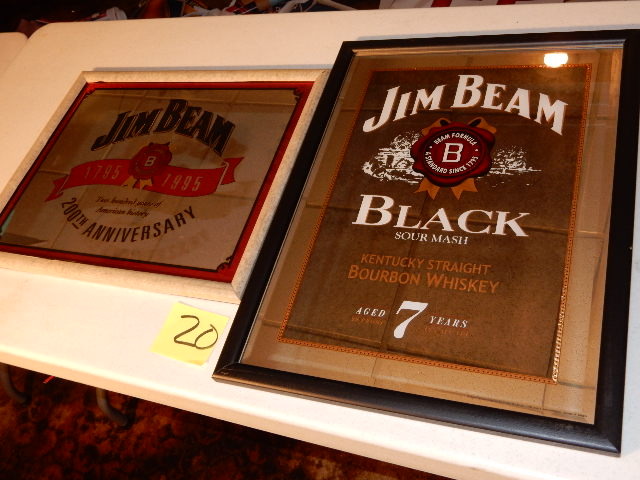 JIM BEAM
1795 B 1995
Two hundred years of
American history
200TH ANNIVERSARY
20
JIM BEAM
BEAM FORMULA
B
A STANDARD SINCE 1795
BLACK
SOUR MASH
KENTUCKY STRAIGHT
BOURBON WHISKEY
AGED 7 YEARS